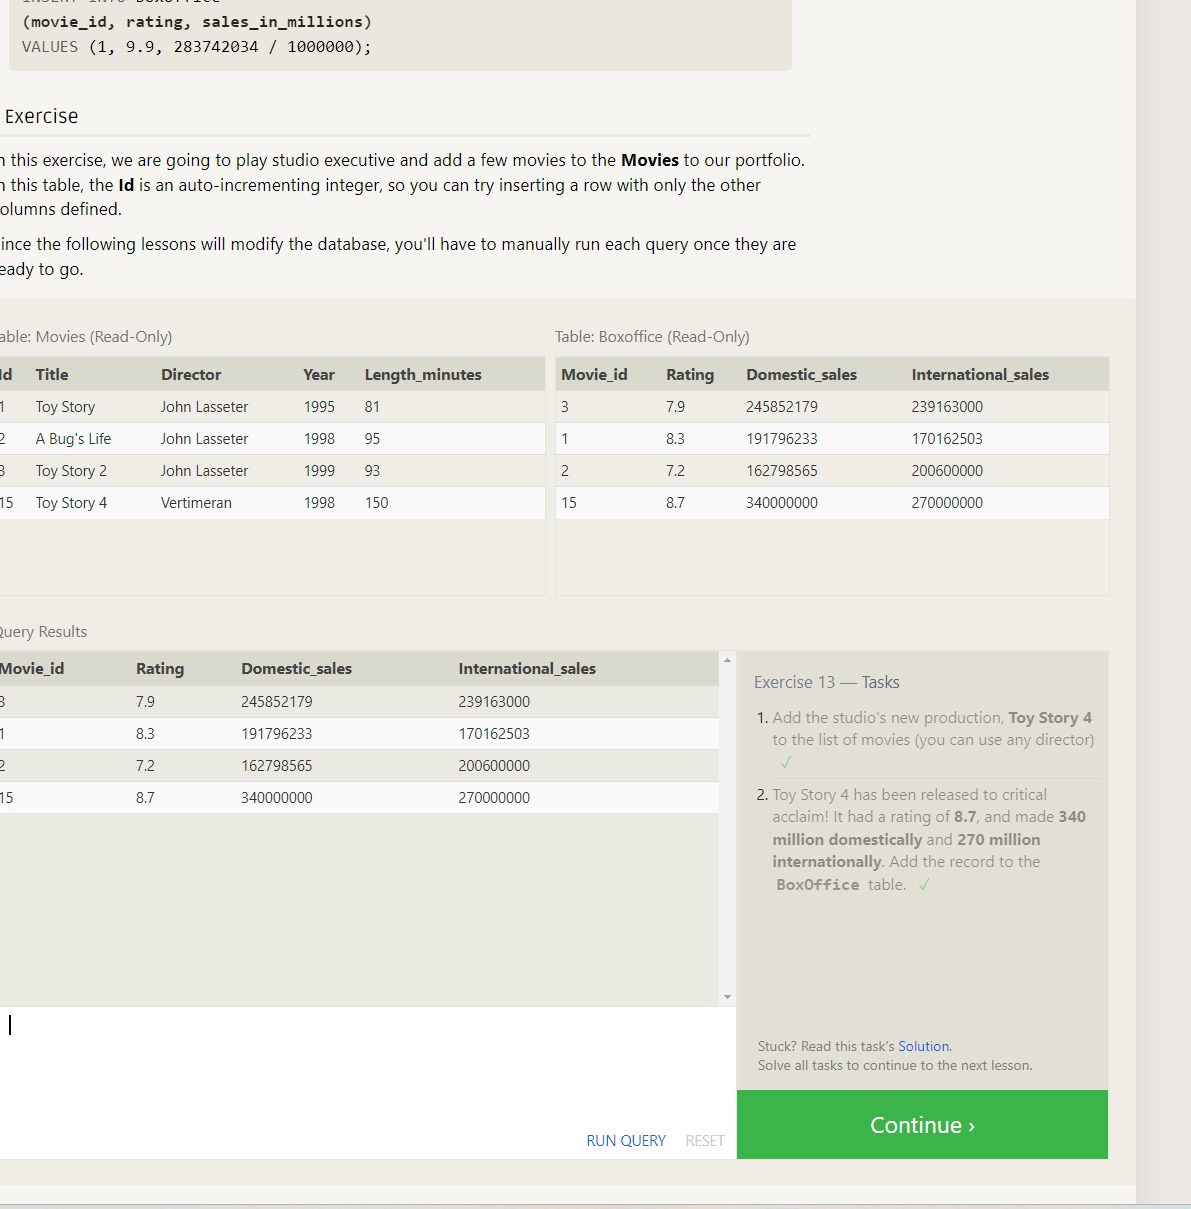 (movie_id, rating, sales_in_millions)
VALUES (1, 9.9, 283742034 / 1000000);
Exercise
n this exercise, we are going to play studio executive and add a few movies to the Movies to our portfolio.
n this table, the Id is an auto-incrementing integer, so you can try inserting a row with only the other
olumns defined.
ince the following lessons will modify the database, you'll have to manually run each query once they are
eady to go.
able: Movies (Read-Only)
Id Title Director Year Length_minutes
1 Toy Story John Lasseter 1995 81
2 A Bug's Life John Lasseter 1998 95
3 Toy Story 2 John Lasseter 1999 93
15 Toy Story 4 Vertimeran 1998 150
Table: Boxoffice (Read-Only)
Movie_id Rating Domestic_sales International_sales
3 7.9 245852179 239163000
1 8.3 191796233 170162503
2 7.2 162798565 200600000
15 8.7 340000000 270000000
Query Results
Movie_id Rating Domestic_sales International_sales
3 7.9 245852179 239163000
1 8.3 191796233 170162503
2 7.2 162798565 200600000
15 8.7 340000000 270000000
Exercise 13 — Tasks
1. Add the studio's new production, Toy Story 4
to the list of movies (you can use any director)
✓
2. Toy Story 4 has been released to critical
acclaim! It had a rating of 8.7, and made 340
million domestically and 270 million
internationally. Add the record to the
BoxOffice table. ✓
Stuck? Read this task's Solution.
Solve all tasks to continue to the next lesson.
RUN QUERY RESET
Continue ›